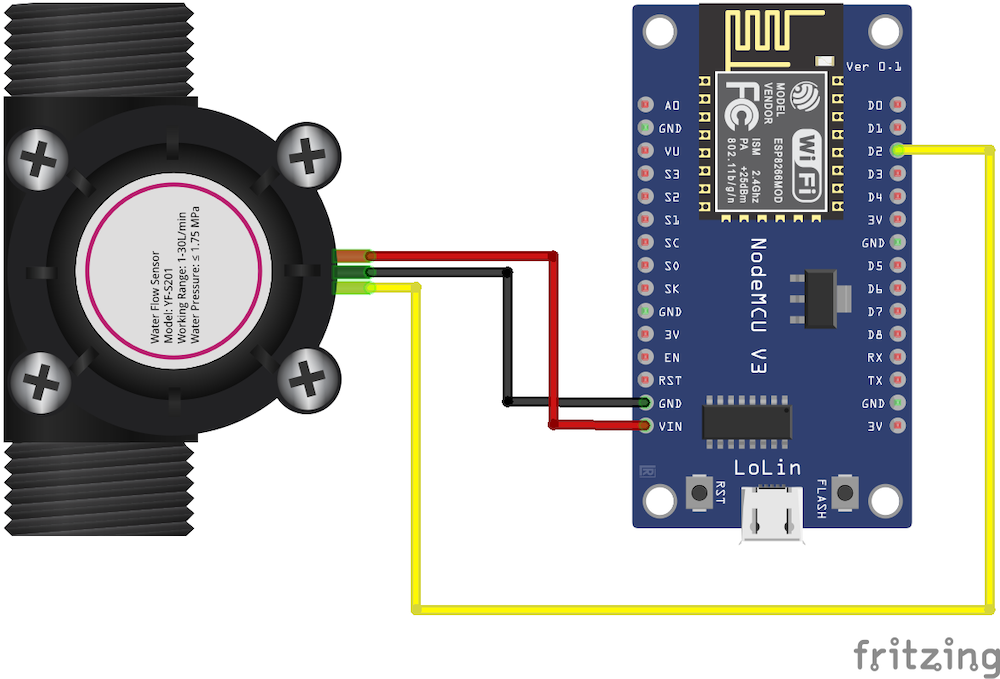 Water Flow Sensor
Model: YF-S201
Working Range: 1-30L/min
Water Pressure: ≤ 1.75 MPa
Ver 0.1
MODEL
VENDOR
ISM 2.4Ghz
PA +25dBm
802.11b/g/n
ESP8266MOD
FC
WiFi
A0
GND
VU
S3
S2
S1
SC
S0
SK
GND
3V
EN
RST
GND
VIN
D0
D1
D2
D3
D4
3V
GND
D5
D6
D7
D8
RX
TX
GND
3V
NodeMCU V3
LoLin
RST
FLASH
fritzing